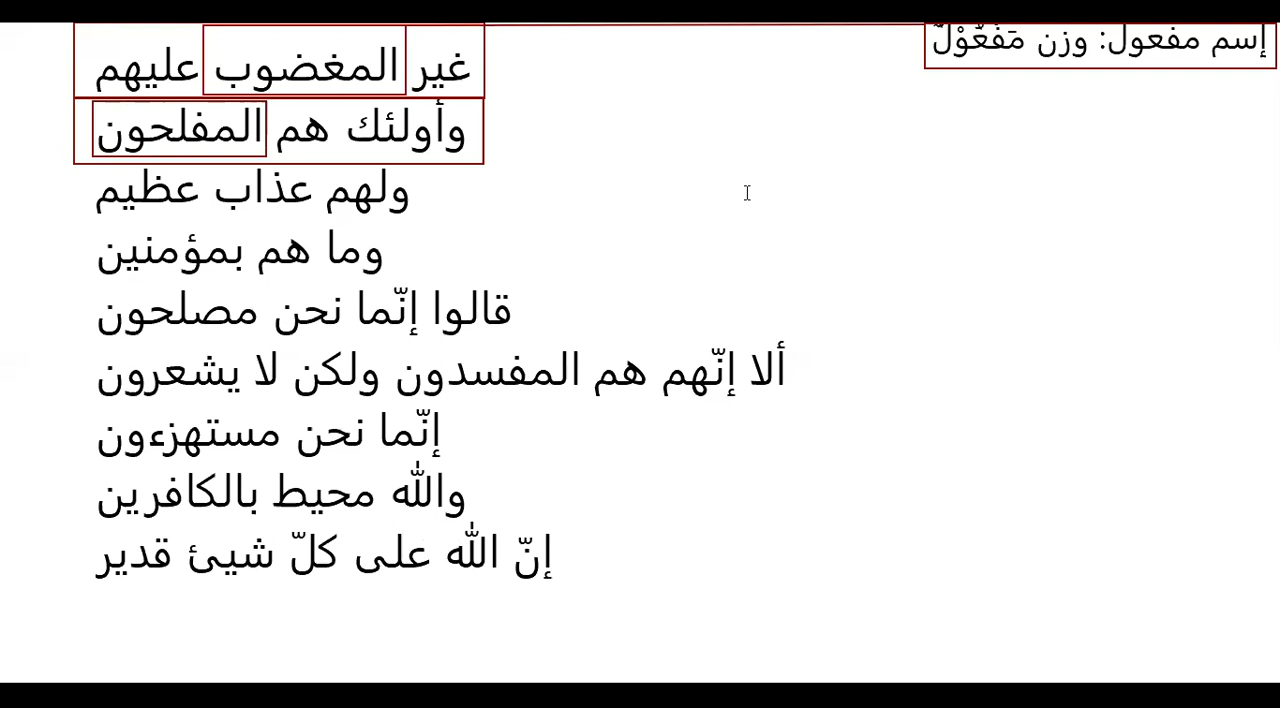 إسم مفعول: وزن مَفْعُوْلٌ
غير المغضوب عليهم
وأولئك هم المفلحون
ولهم عذاب عظيم
وما هم بمؤمنين
قالوا إنّما نحن مصلحون
ألا إنّهم هم المفسدون ولكن لا يشعرون
إنّما نحن مستهزءون
والله محيط بالكافرين
إنّ الله على كلّ شيئ قدير